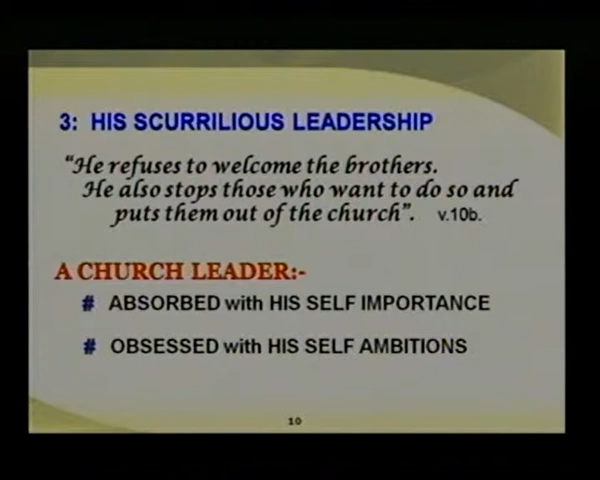 3: HIS SCURRILIOUS LEADERSHIP
“He refuses to welcome the brothers.
He also stops those who want to do so and
puts them out of the church”. v.10b.
A CHURCH LEADER:-
# ABSORBED with HIS SELF IMPORTANCE
# OBSESSED with HIS SELF AMBITIONS
10